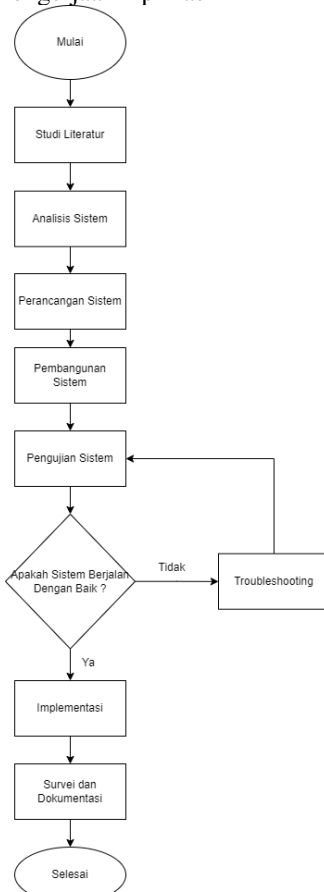 Mulai
Studi Literatur
Analisis Sistem
Perancangan Sistem
Pembangunan
Sistem
Pengujian Sistem
Apakah Sistem Berjalan
Dengan Baik ?
Tidak
Troubleshooting
Ya
Implementasi
Survei dan
Dokumentasi
Selesai